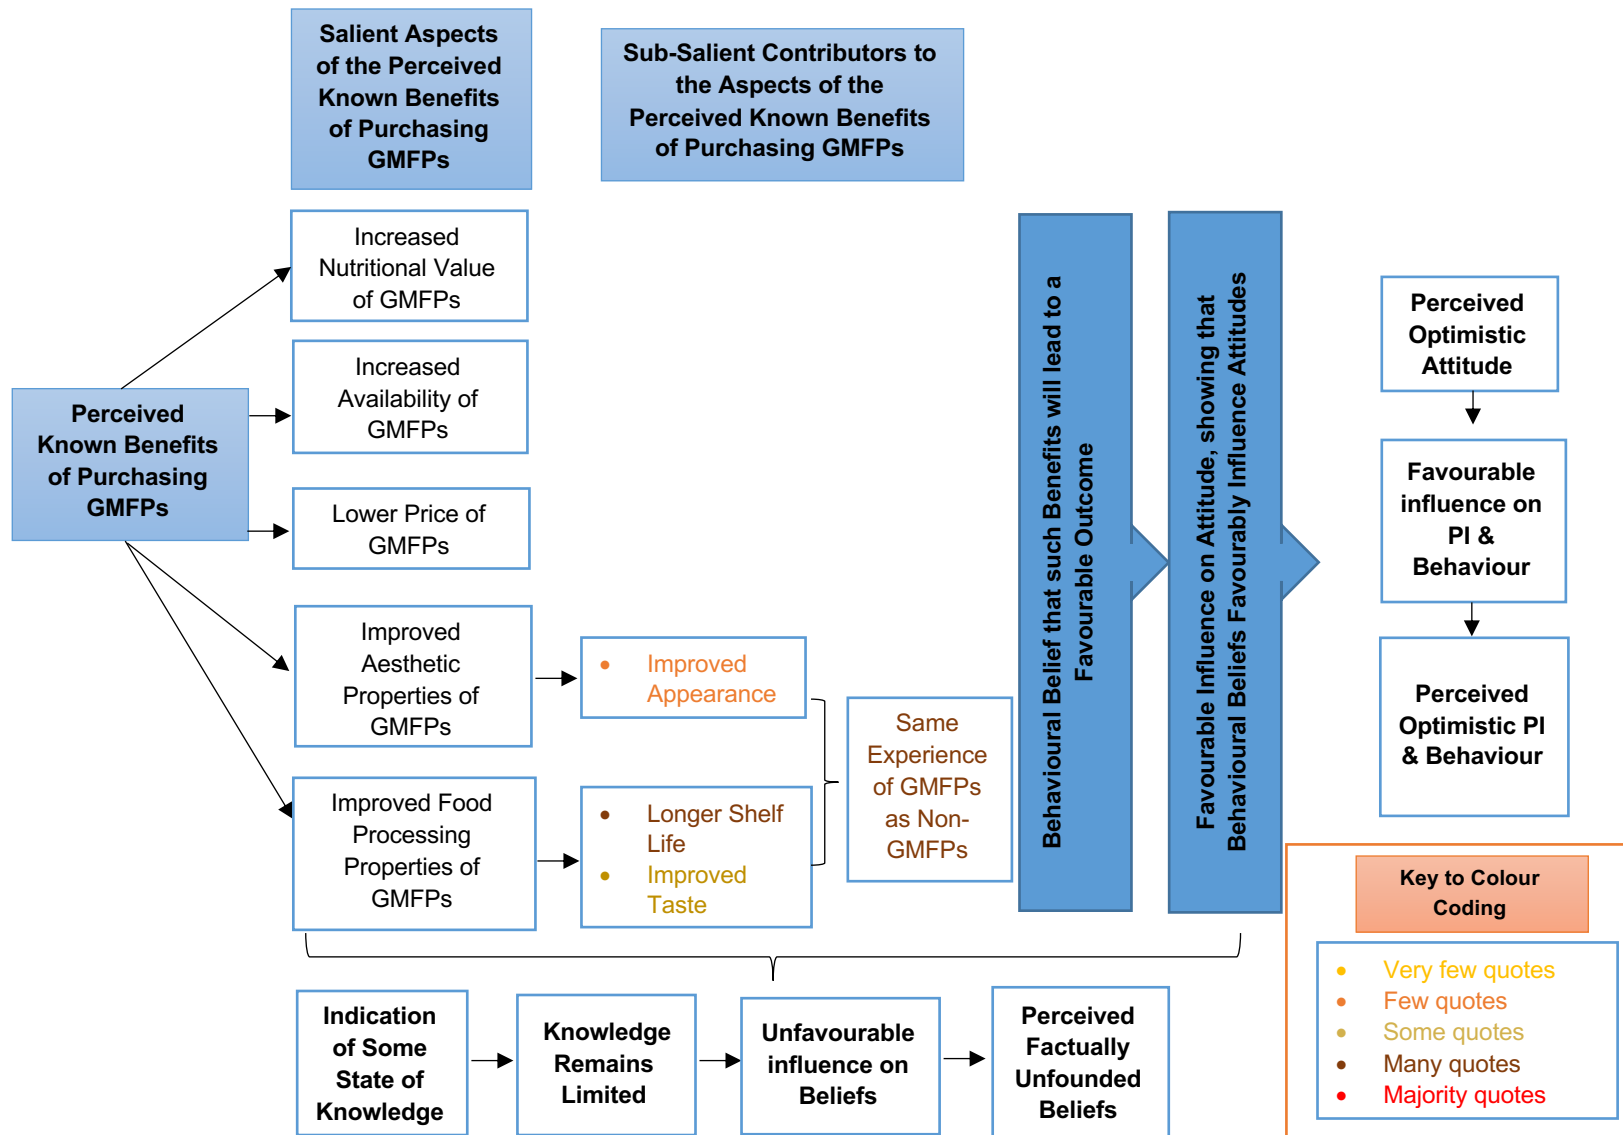 Salient Aspects
of the Perceived
Known Benefits
of Purchasing
GMFPs
Sub-Salient Contributors to
the Aspects of the
Perceived Known Benefits
of Purchasing GMFPs
Perceived
Known Benefits
of Purchasing
GMFPs
Increased
Nutritional Value
of GMFPs
Increased
Availability of
GMFPs
Lower Price of
GMFPs
Improved
Aesthetic
Properties of
GMFPs
Improved Food
Processing
Properties of
GMFPs
• Improved
Appearance
• Longer Shelf
Life
• Improved
Taste
Same
Experience
of GMFPs
as Non-
GMFPs
Behavioural Belief that such Benefits will lead to a
Favourable Outcome
Favourable Influence on Attitude, showing that
Behavioural Beliefs Favourably Influence Attitudes
Perceived
Optimistic
Attitude
Favourable
influence on
PI &
Behaviour
Perceived
Optimistic PI
& Behaviour
Key to Colour
Coding
• Very few quotes
• Few quotes
• Some quotes
• Many quotes
• Majority quotes
Indication
of Some
State of
Knowledge
Knowledge
Remains
Limited
Unfavourable
influence on
Beliefs
Perceived
Factually
Unfounded
Beliefs